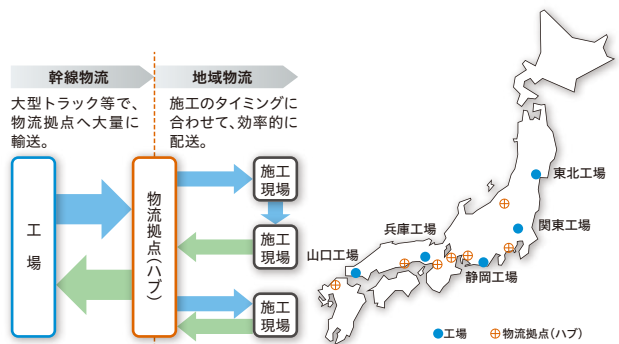 幹線物流
地域物流
大型トラック等で、
物流拠点へ大量に
輸送。
施工のタイミングに
合わせて、効率的に
配送。
工場
物流拠点（ハブ）
施工
現場
施工
現場
施工
現場
東北工場
関東工場
兵庫工場
山口工場
静岡工場
工場
物流拠点（ハブ）